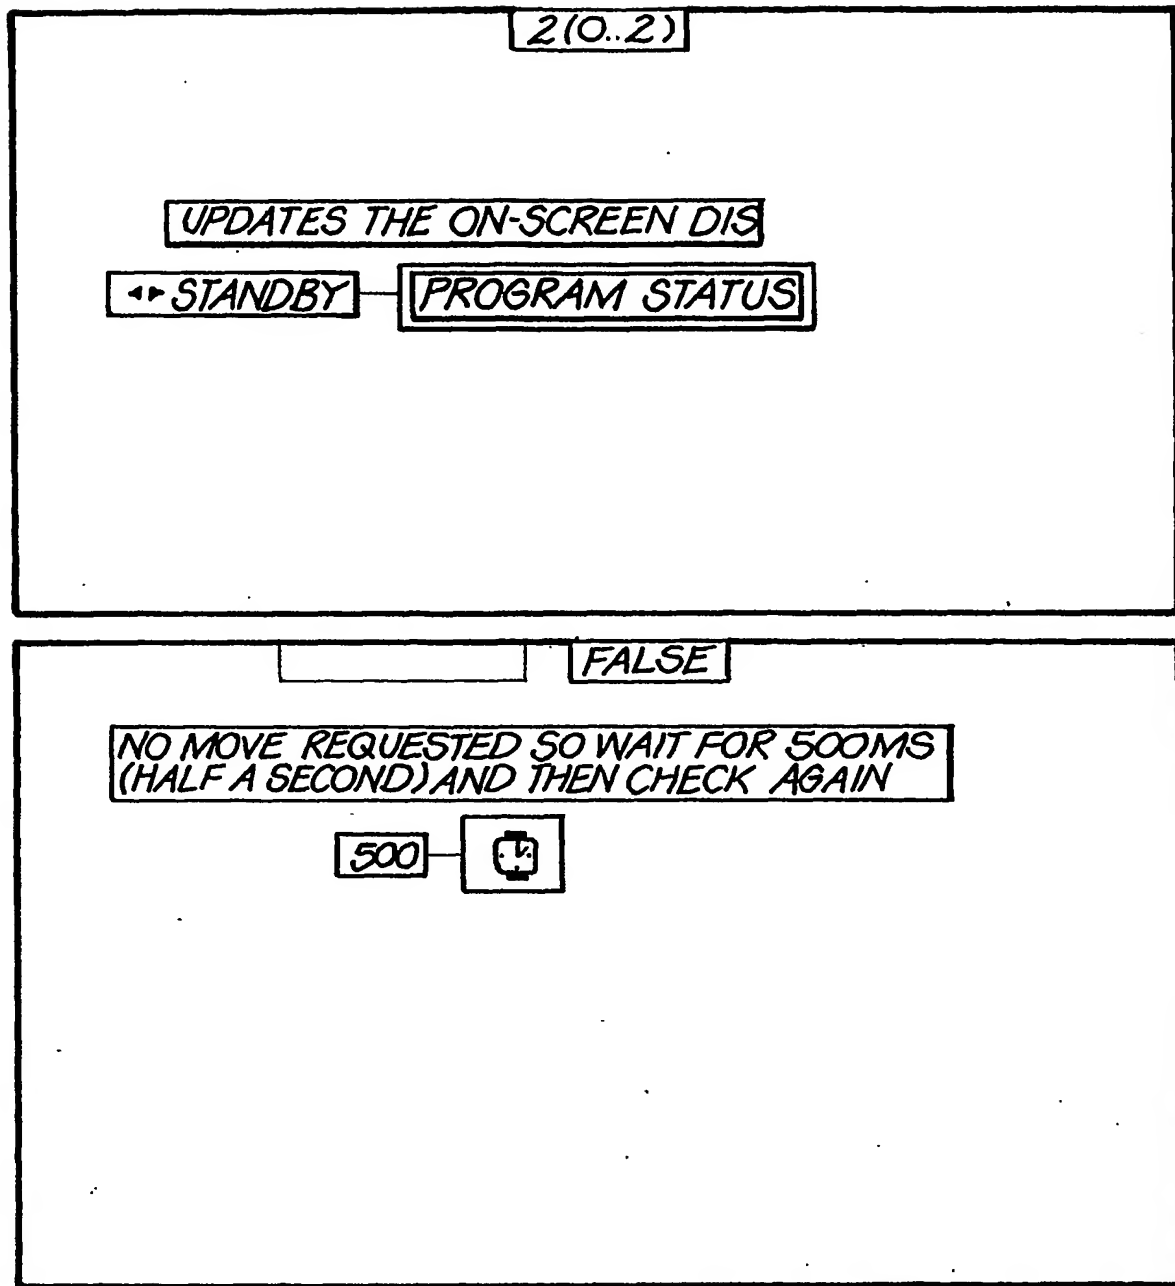 2(0..2)
UPDATES THE ON-SCREEN DIS
STANDBY
PROGRAM STATUS
FALSE
NO MOVE REQUESTED SO WAIT FOR 500MS
(HALF A SECOND) AND THEN CHECK AGAIN
500